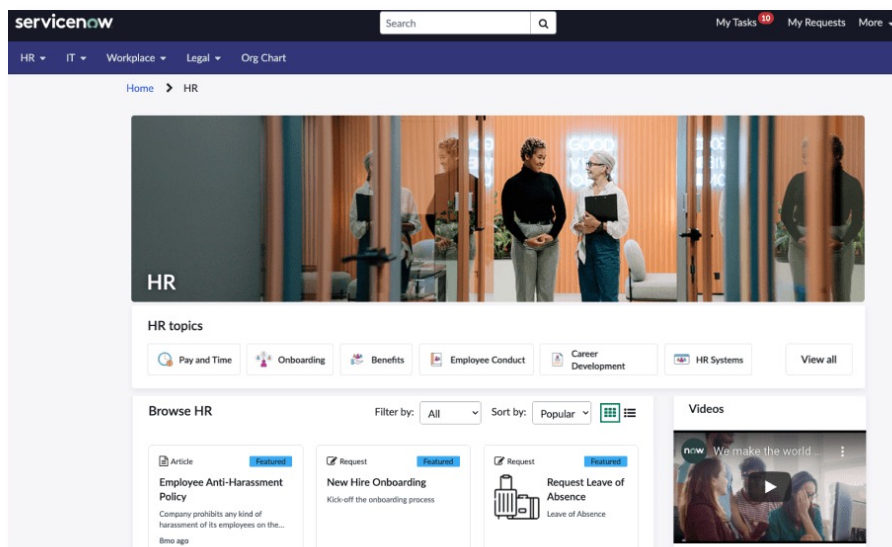 servicenow
Search
My Tasks 10 My Requests More
HR IT Workplace Legal Org Chart
Home > HR
GOOD
HR
HR topics
Pay and Time
Onboarding
Benefits
Employee Conduct
Career
Development
HR Systems
View all
Browse HR
Filter by: All
Sort by: Popular
Videos
Article Featured
Employee Anti-Harassment
Policy
Company prohibits any kind of
harassment of its employees on the...
8mo ago
Request Featured
New Hire Onboarding
Kick-off the onboarding process
Request Featured
Request Leave of
Absence
Leave of Absence
now We make the world ...